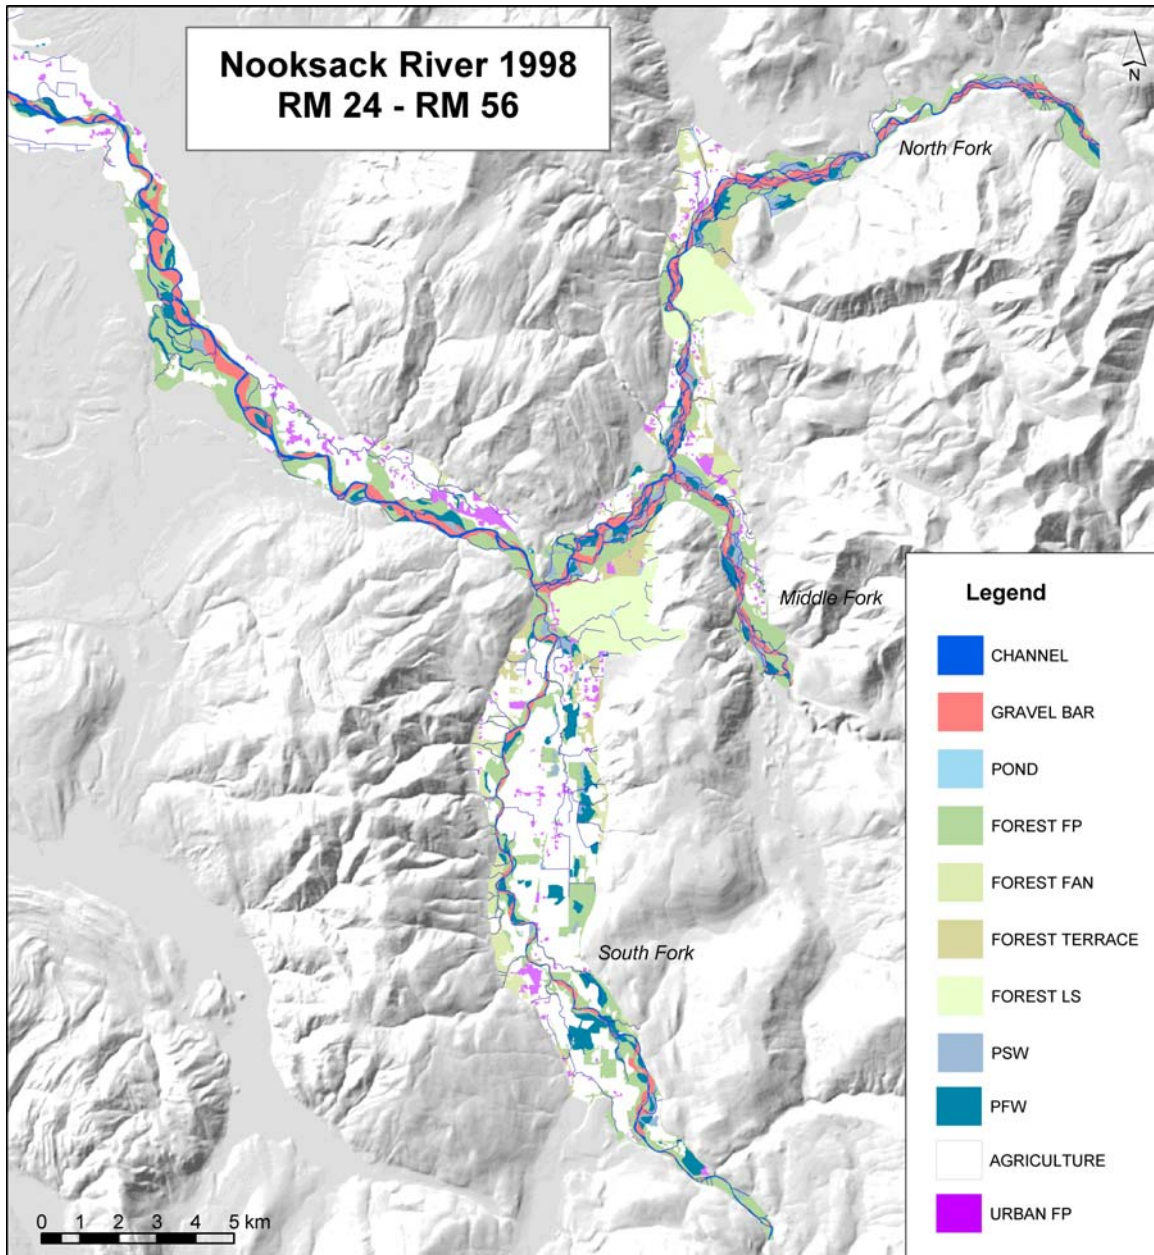 Nooksack River 1998
RM 24 - RM 56
N
North Fork
Middle Fork
South Fork
Legend
CHANNEL
GRAVEL BAR
POND
FOREST FP
FOREST FAN
FOREST TERRACE
FOREST LS
PSW
PFW
AGRICULTURE
URBAN FP
0 1 2 3 4 5 km